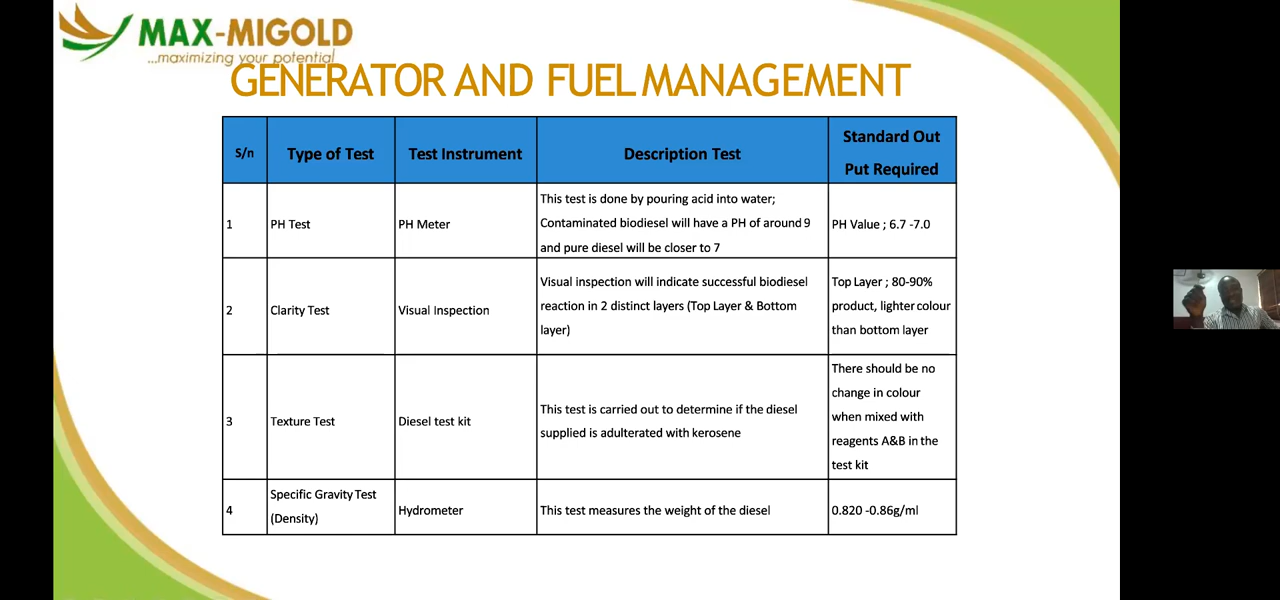 MAX-MIGOLD
...maximizing your potential
GENERATOR AND FUEL MANAGEMENT
S/n
Type of Test
Test Instrument
Description Test
Standard Out
Put Required
1
PH Test
PH Meter
This test is done by pouring acid into water;
Contaminated biodiesel will have a PH of around 9
and pure diesel will be closer to 7
PH Value ; 6.7 -7.0
2
Clarity Test
Visual Inspection
Visual inspection will indicate successful biodiesel
reaction in 2 distinct layers (Top Layer & Bottom
layer)
Top Layer ; 80-90%
product, lighter colour
than bottom layer
3
Texture Test
Diesel test kit
This test is carried out to determine if the diesel
supplied is adulterated with kerosene
There should be no
change in colour
when mixed with
reagents A&B in the
test kit
4
Specific Gravity Test
(Density)
Hydrometer
This test measures the weight of the diesel
0.820 -0.86g/ml